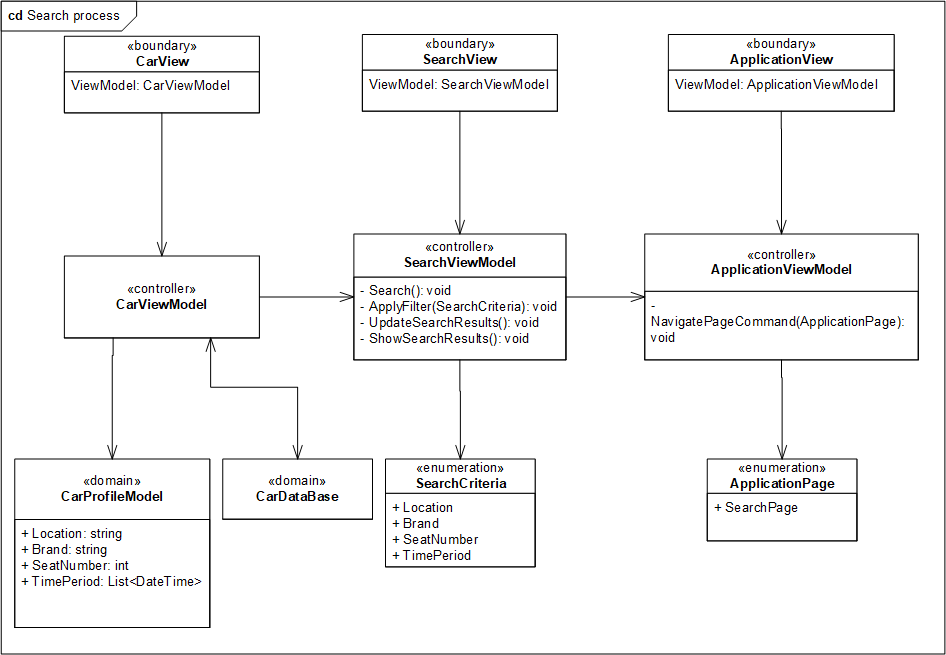 cd Search process
«boundary»
CarView
ViewModel: CarViewModel
«boundary»
SearchView
ViewModel: SearchViewModel
«boundary»
ApplicationView
ViewModel: ApplicationViewModel
«controller»
CarViewModel
«controller»
SearchViewModel
- Search(): void
- ApplyFilter(SearchCriteria): void
- UpdateSearchResults(): void
- ShowSearchResults(): void
«controller»
ApplicationViewModel
-
NavigatePageCommand(ApplicationPage):
void
«domain»
CarProfileModel
+ Location: string
+ Brand: string
+ SeatNumber: int
+ TimePeriod: List<DateTime>
«domain»
CarDataBase
«enumeration»
SearchCriteria
+ Location
+ Brand
+ SeatNumber
+ TimePeriod
«enumeration»
ApplicationPage
+ SearchPage